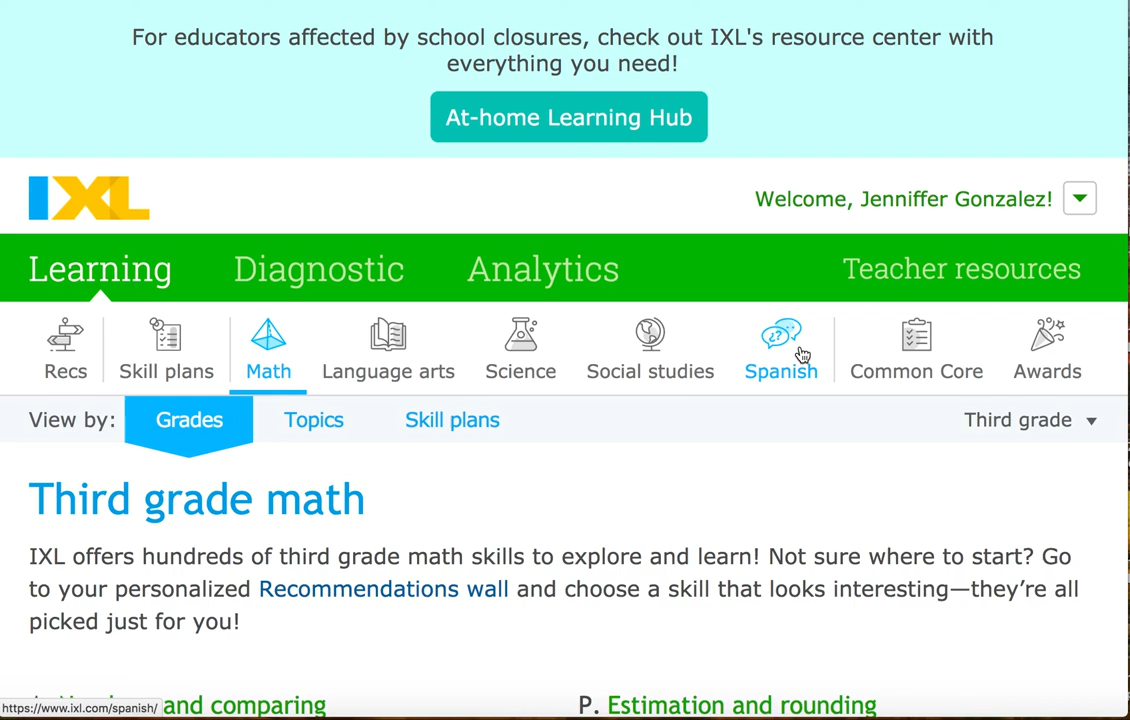 For educators affected by school closures, check out IXL's resource center with
everything you need!
At-home Learning Hub
IXL
Welcome, Jenniffer Gonzalez!
Learning Diagnostic Analytics Teacher resources
Recs Skill plans Math Language arts Science Social studies Spanish Common Core Awards
View by: Grades Topics Skill plans Third grade
Third grade math
IXL offers hundreds of third grade math skills to explore and learn! Not sure where to start? Go
to your personalized Recommendations wall and choose a skill that looks interesting—they’re all
picked just for you!
and comparing P. Estimation and rounding
https://www.ixl.com/spanish/